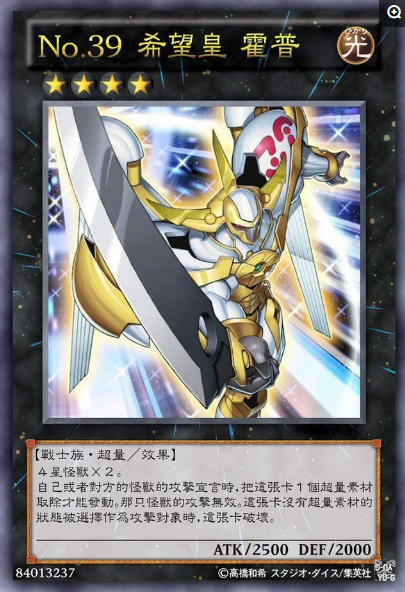 No.39 希望皇 霍普
ひかり
光
【戰士族・超量／效果】
４星怪獸×２。
自己或者對方的怪獸的攻擊宣言時，把這張卡１個超量素材
取除才能發動。那只怪獸的攻擊無效。這張卡沒有超量素材的
狀態被選擇作為攻擊對象時，這張卡破壞。
ATK/2500 DEF/2000
84013237
©高橋和希 スタジオ・ダイス/集英社